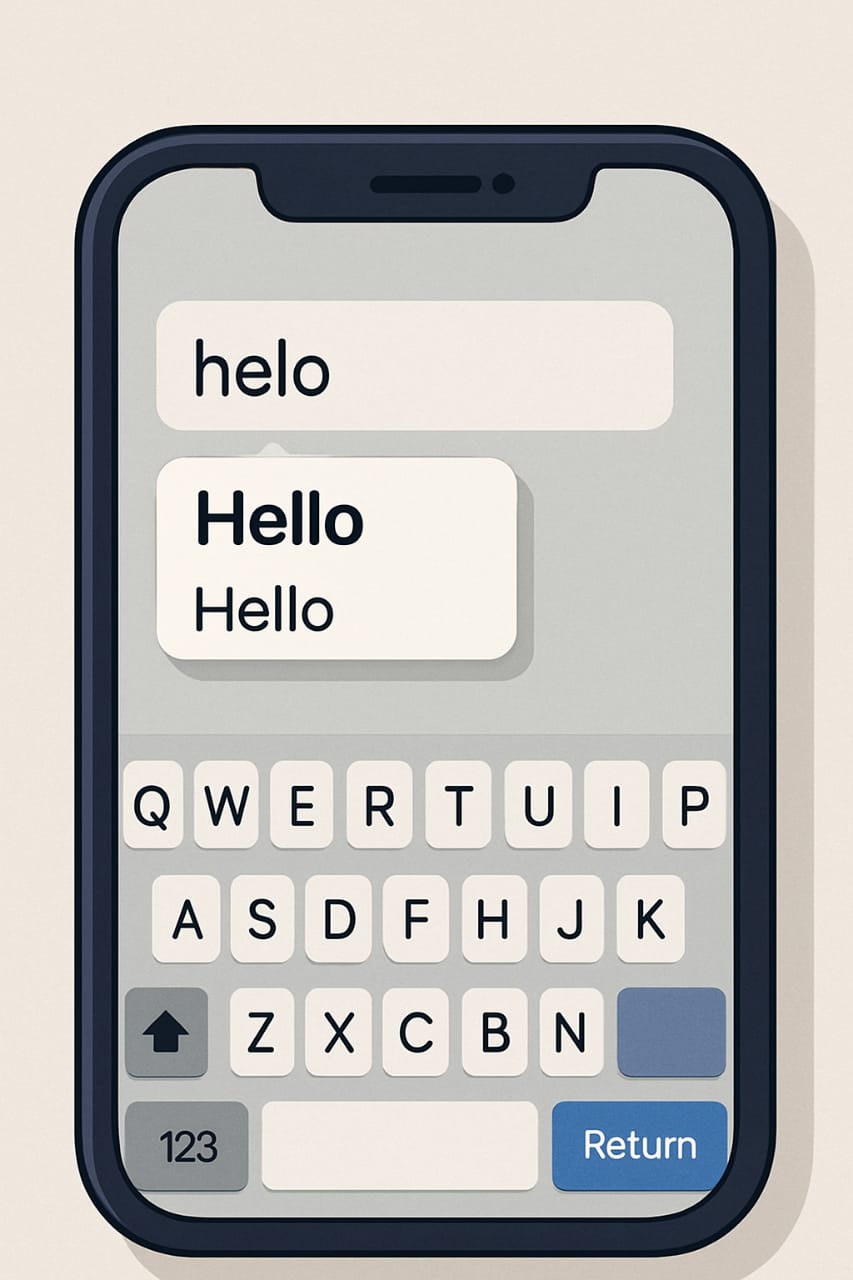 helo
Hello
Hello
Q W E R T U I P
A S D F H J K
Z X C B N
123 Return